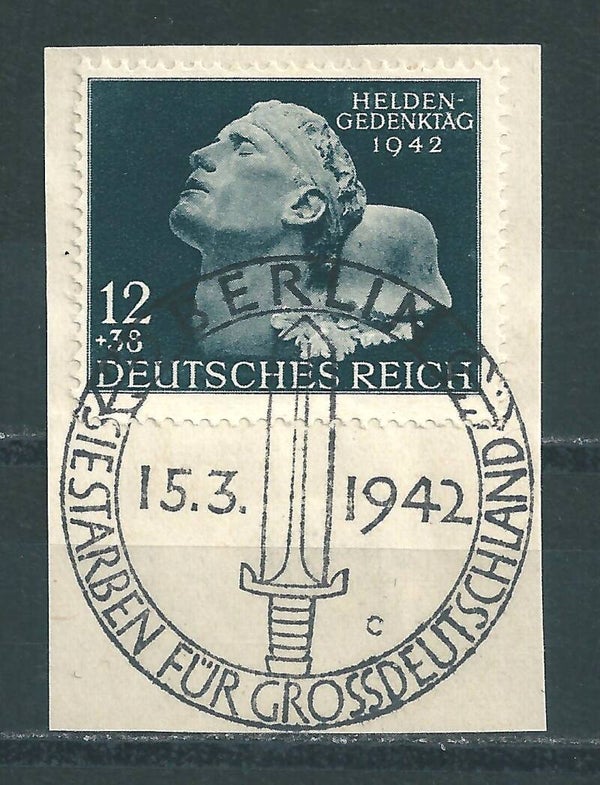 HELDEN-
GEDENKTAG
1942
12
+38
DEUTSCHES REICH
BERLIN
15.3. 1942
c
SIE STARBEN FÜR GROSSDEUTSCHLAND